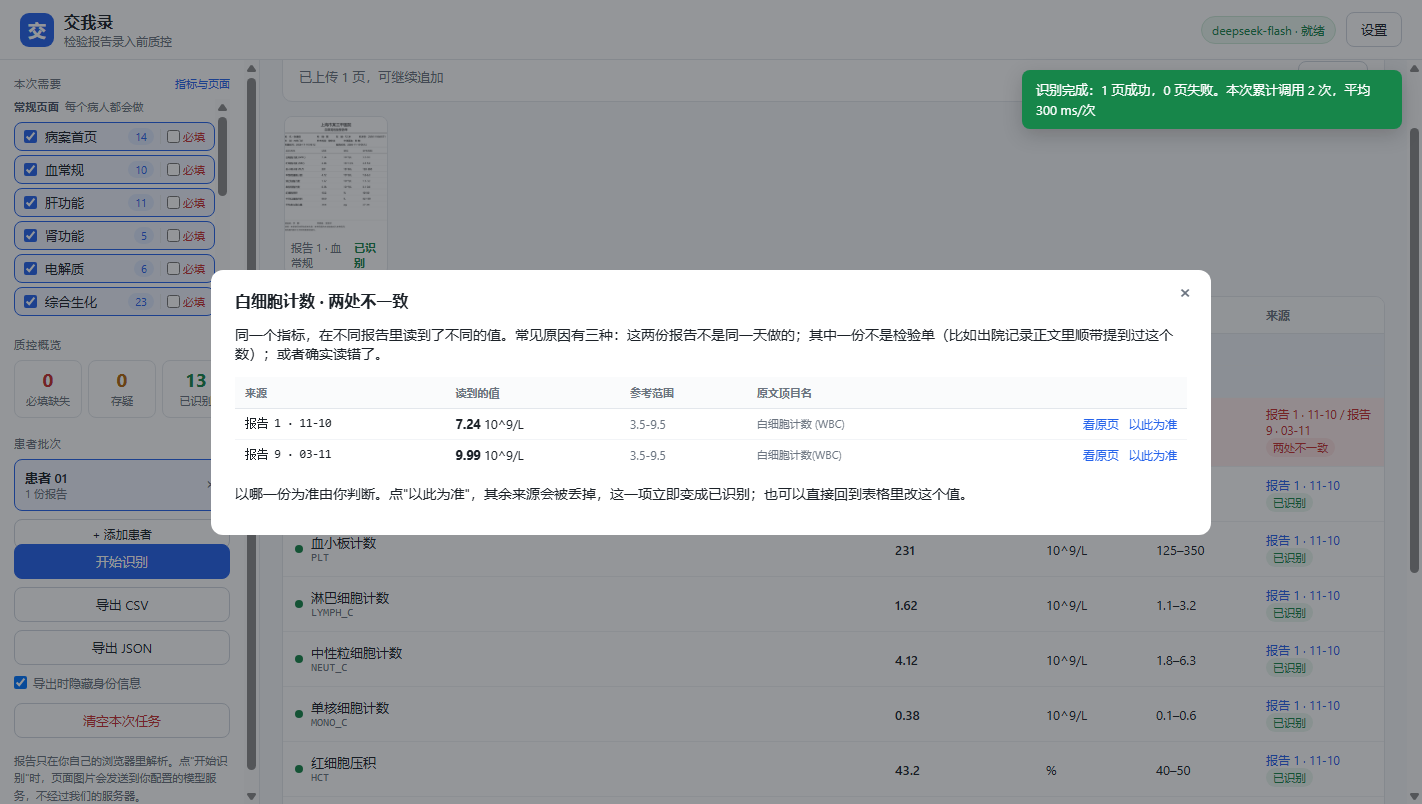 交 交我录
检验报告录入前质控
deepseek-flash · 就绪 设置
本次需要 指标与页面
常规页面 每个病人都会做
病案首页 14 必填
血常规 10 必填
肝功能 11 必填
肾功能 5 必填
电解质 6 必填
综合生化 23 必填
质控概览
0 0 13
必填缺失 存疑 已识别
患者批次
患者 01
1 份报告
+ 添加患者
开始识别
导出 CSV
导出 JSON
导出时隐藏身份信息
清空本次任务
报告只在你自己的浏览器里解析。点"开始识
别"时，页面图片会发送到你配置的模型服
务，不经过我们的服务器。
已上传 1 页，可继续追加
识别完成：1 页成功，0 页失败。本次累计调用 2 次，平均
300 ms/次
报告 1 · 血
常规
已识
别
白细胞计数 · 两处不一致 ×
同一个指标，在不同报告里读到了不同的值。常见原因有三种：这两份报告不是同一天做的；其中一份不是检验单（比如出院记录正文里顺带提到过这个
数）；或者确实读错了。
来源 读到的值 参考范围 原文项目名
报告 1 · 11-10 7.24 10^9/L 3.5-9.5 白细胞计数 (WBC) 看原页 以此为准
报告 9 · 03-11 9.99 10^9/L 3.5-9.5 白细胞计数(WBC) 看原页 以此为准
以哪一份为准由你判断。点"以此为准"，其余来源会被丢掉，这一项立即变成已识别；也可以直接回到表格里改这个值。
来源
报告 1 · 11-10 / 报告
9 · 03-11
两处不一致
报告 1 · 11-10
已识别
血小板计数 231 10^9/L 125–350 报告 1 · 11-10
PLT 已识别
淋巴细胞计数 1.62 10^9/L 1.1–3.2 报告 1 · 11-10
LYMPH_C 已识别
中性粒细胞计数 4.12 10^9/L 1.8–6.3 报告 1 · 11-10
NEUT_C 已识别
单核细胞计数 0.38 10^9/L 0.1–0.6 报告 1 · 11-10
MONO_C 已识别
红细胞压积 43.2 % 40–50 报告 1 · 11-10
HCT 已识别